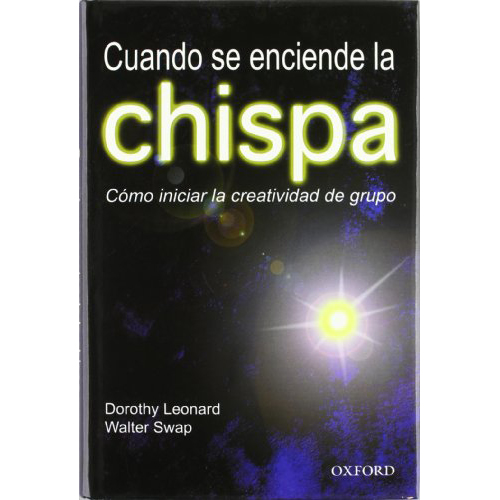 Cuando se enciende la
chispa
Cómo iniciar la creatividad de grupo
Dorothy Leonard
Walter Swap
OXFORD